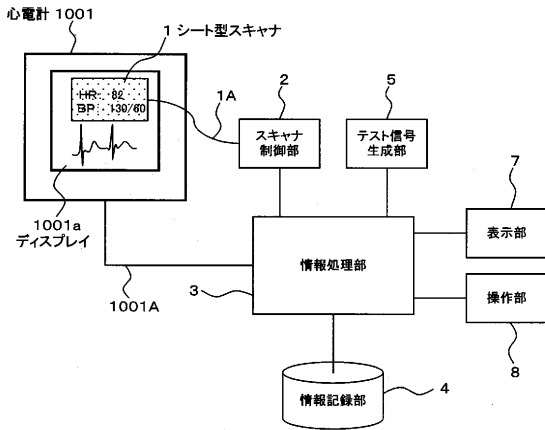 心電計 1001
1 シート型スキャナ
HR: 82
BP: 130/60
1A
2
スキャナ
制御部
5
テスト信号
生成部
7
表示部
1001a
ディスプレイ
情報処理部
3
1001A
操作部
8
情報記録部
4